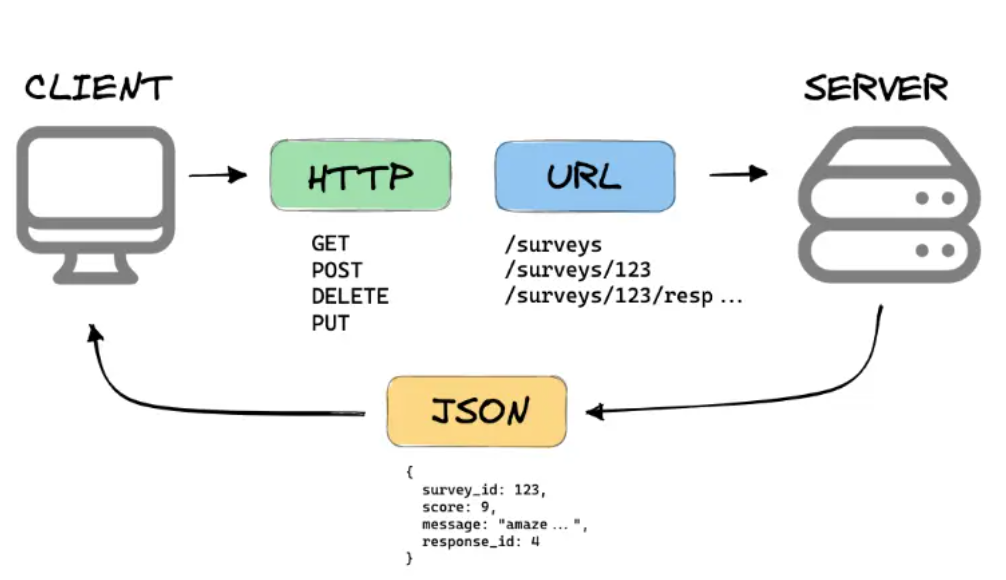 CLIENT
SERVER
HTTP
URL
GET
POST
DELETE
PUT
/surveys
/surveys/123
/surveys/123/resp ...
JSON
{
survey_id: 123,
score: 9,
message: "amaze ... ",
response_id: 4
}